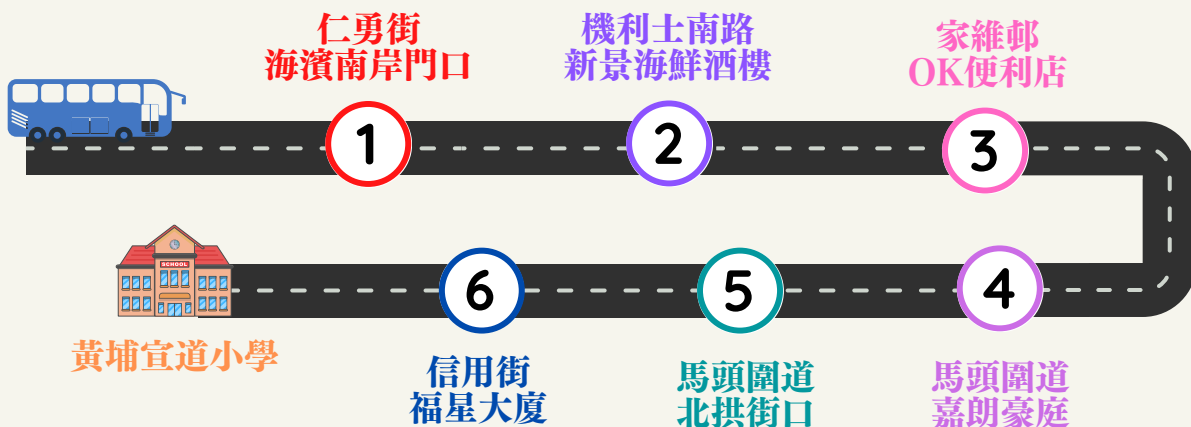 仁勇街
海濱南岸門口
機利士南路
新景海鮮酒樓
家維邨
OK便利店
1
2
3
SCHOOL
6
5
4
黃埔宣道小學
信用街
福星大廈
馬頭圍道
北拱街口
馬頭圍道
嘉朗豪庭